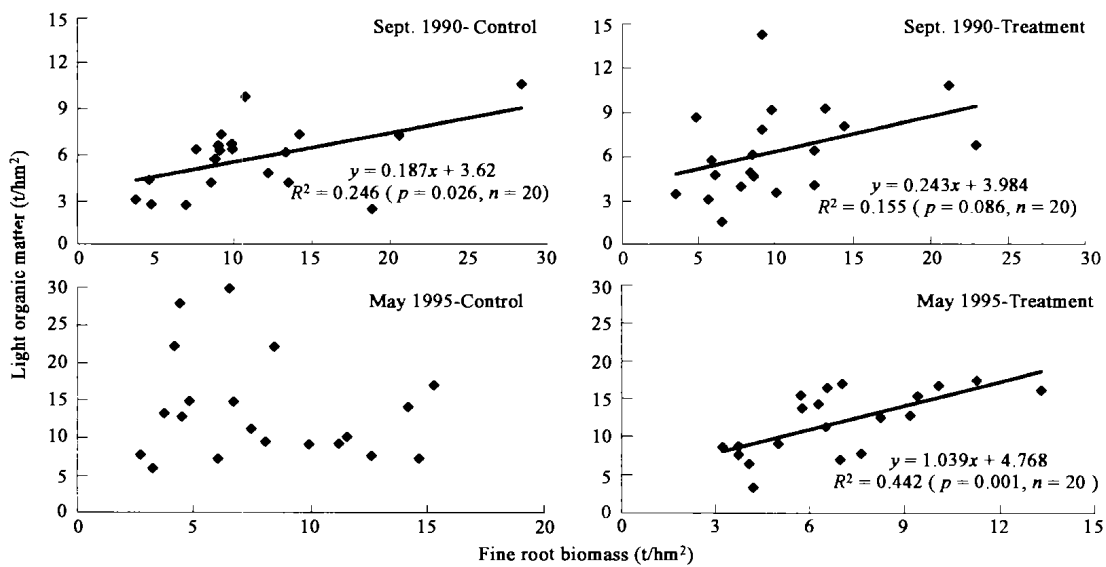 Light organic matter (t/hm²)
Sept. 1990-Control
15
12
9
6
3
0
y = 0.187x + 3.62
R² = 0.246 ( p = 0.026, n = 20)
5 10 15 20 25 30
Sept. 1990-Treatment
15
12
9
6
3
0
y = 0.243x + 3.984
R² = 0.155 ( p = 0.086, n = 20)
0 5 10 15 20 25 30
May 1995-Control
30
25
20
15
10
5
0
0 5 10 15 20
May 1995-Treatment
30
25
20
15
10
5
0
y = 1.039x + 4.768
R² = 0.442 ( p = 0.001, n = 20 )
0 3 6 9 12 15
Fine root biomass (t/hm²)